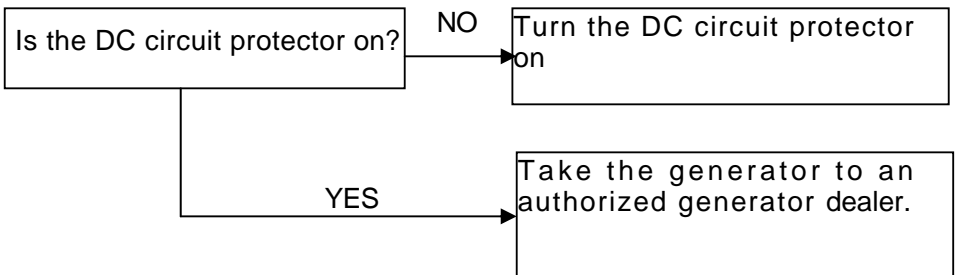 Is the DC circuit protector on?
NO
Turn the DC circuit protector
on
YES
Take the generator to an
authorized generator dealer.